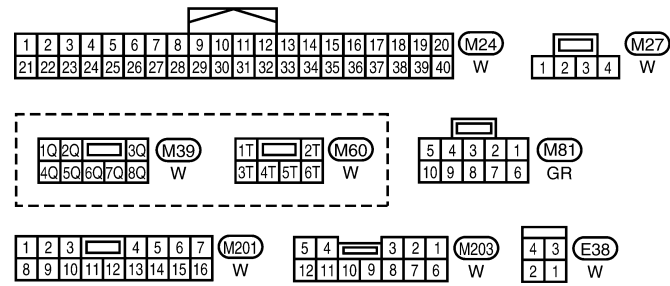 1 2 3 4 5 6 7 8 9 10 11 12 13 14 15 16 17 18 19 20 M24
21 22 23 24 25 26 27 28 29 30 31 32 33 34 35 36 37 38 39 40 W
M27
1 2 3 4 W
1Q 2Q 3Q M39
4Q 5Q 6Q 7Q 8Q W
1T 2T M60
3T 4T 5T 6T W
5 4 3 2 1 M81
10 9 8 7 6 GR
1 2 3 4 5 6 7 M201
8 9 10 11 12 13 14 15 16 W
5 4 3 2 1 M203
12 11 10 9 8 7 6 W
4 3 E38
2 1 W